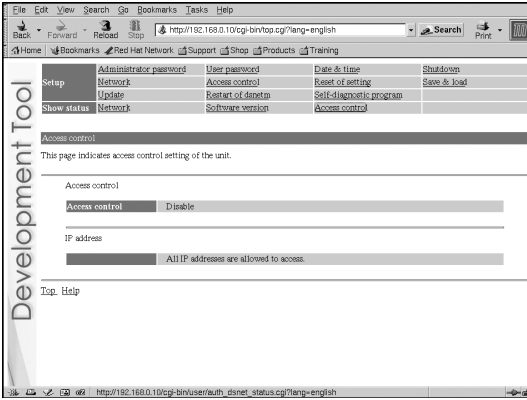 File Edit View Search Go Bookmarks Tasks Help
Back Forward Reload Stop http://192.168.0.10/cgi-bin/top.cgi?lang=english Search Print
Home Bookmarks Red Hat Network Support Shop Products Training
Development Tool
Setup Administrator password User password Date & time Shutdown
Network Access control Reset of setting Save & load
Update Restart of dsnetm Self-diagnostic program
Show status Network Software version Access control
Access control
This page indicates access control setting of the unit.
Access control
Access control Disable
IP address
All IP addresses are allowed to access.
Top Help
http://192.168.0.10/cgi-bin/user/auth_dsnet_status.cgi?lang=english